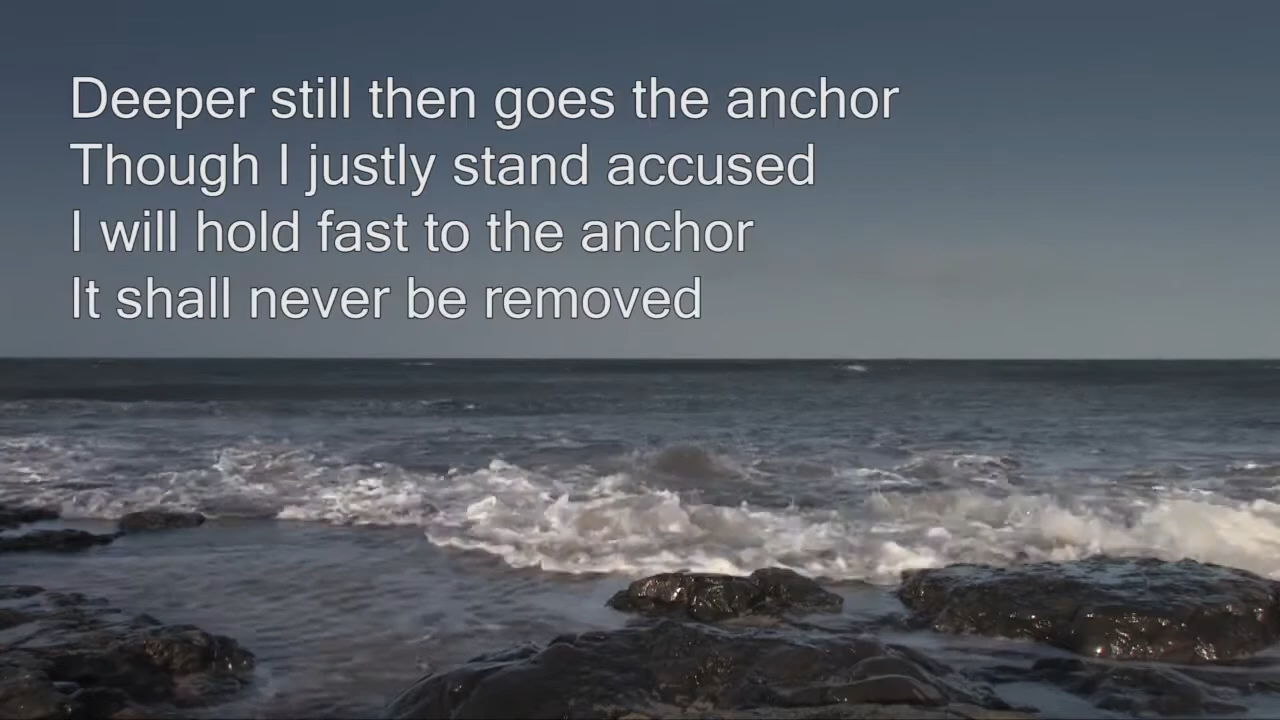 Deeper still then goes the anchor
Though I justly stand accused
I will hold fast to the anchor
It shall never be removed